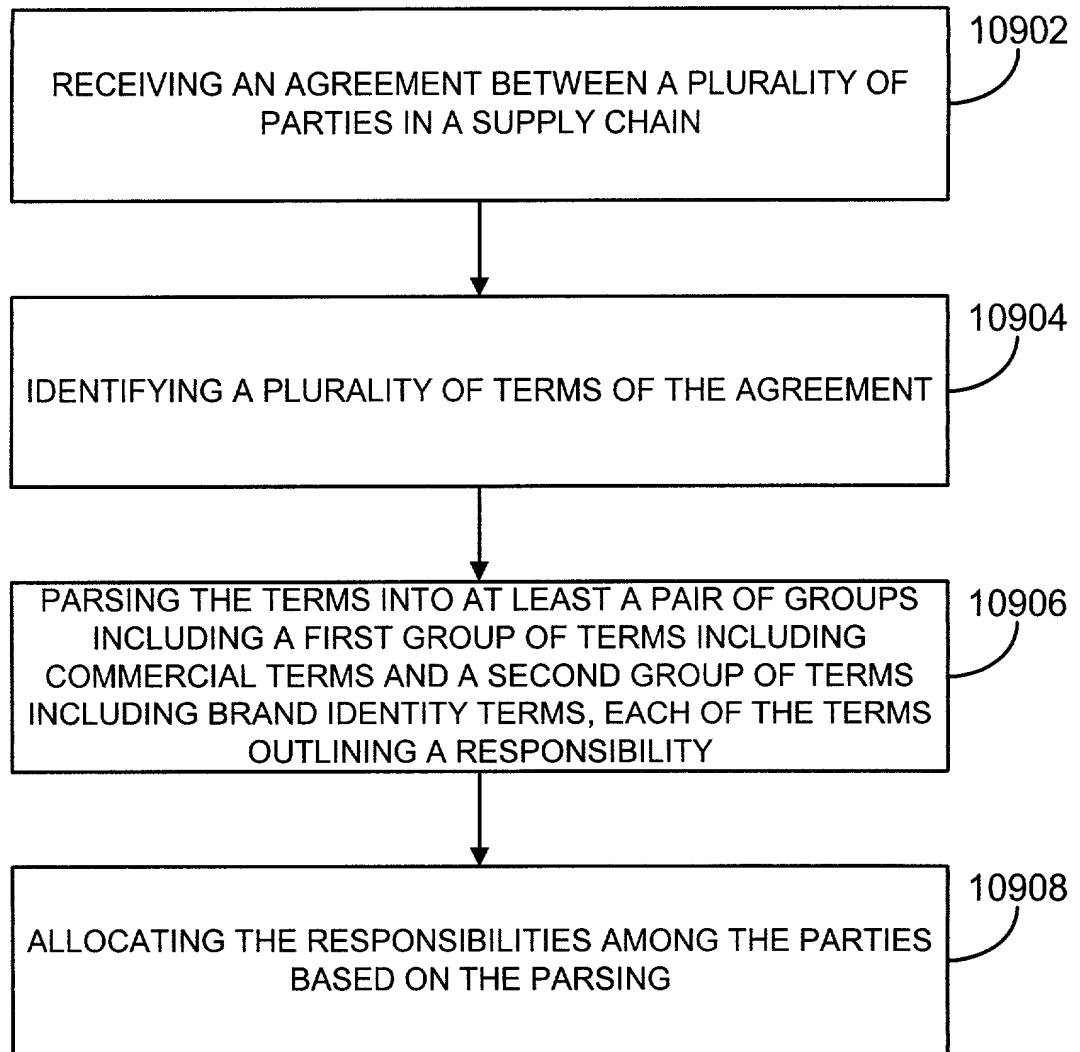 10902
RECEIVING AN AGREEMENT BETWEEN A PLURALITY OF
PARTIES IN A SUPPLY CHAIN
10904
IDENTIFYING A PLURALITY OF TERMS OF THE AGREEMENT
10906
PARSING THE TERMS INTO AT LEAST A PAIR OF GROUPS
INCLUDING A FIRST GROUP OF TERMS INCLUDING
COMMERCIAL TERMS AND A SECOND GROUP OF TERMS
INCLUDING BRAND IDENTITY TERMS, EACH OF THE TERMS
OUTLINING A RESPONSIBILITY
10908
ALLOCATING THE RESPONSIBILITIES AMONG THE PARTIES
BASED ON THE PARSING